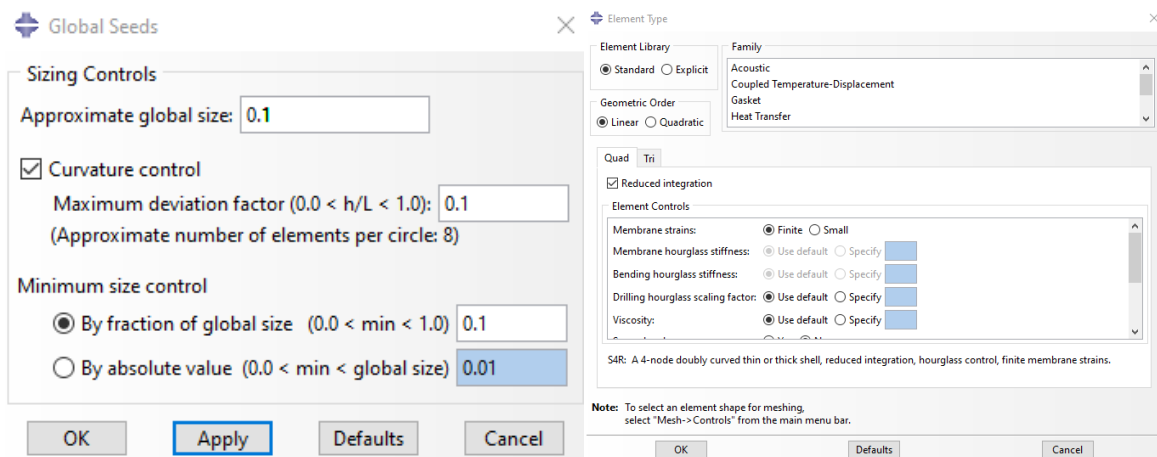 Global Seeds
Sizing Controls
Approximate global size: 0.1
Curvature control
Maximum deviation factor (0.0 < h/L < 1.0): 0.1
(Approximate number of elements per circle: 8)
Minimum size control
By fraction of global size (0.0 < min < 1.0) 0.1
By absolute value (0.0 < min < global size) 0.01
OK Apply Defaults Cancel
Element Type
Element Library
Standard Explicit
Geometric Order
Linear Quadratic
Family
Acoustic
Coupled Temperature-Displacement
Gasket
Heat Transfer
Quad Tri
Reduced integration
Element Controls
Membrane strains: Finite Small
Membrane hourglass stiffness: Use default Specify
Bending hourglass stiffness: Use default Specify
Drilling hourglass scaling factor: Use default Specify
Viscosity: Use default Specify
S4R: A 4-node doubly curved thin or thick shell, reduced integration, hourglass control, finite membrane strains.
Note: To select an element shape for meshing,
select "Mesh->Controls" from the main menu bar.
OK Defaults Cancel